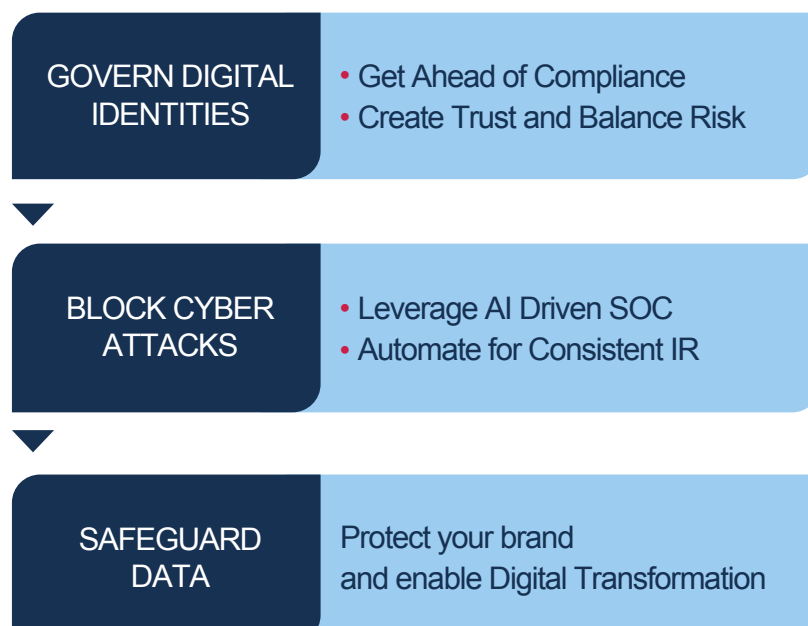 GOVERN DIGITAL
IDENTITIES
• Get Ahead of Compliance
• Create Trust and Balance Risk
BLOCK CYBER
ATTACKS
• Leverage AI Driven SOC
• Automate for Consistent IR
SAFEGUARD
DATA
Protect your brand
and enable Digital Transformation